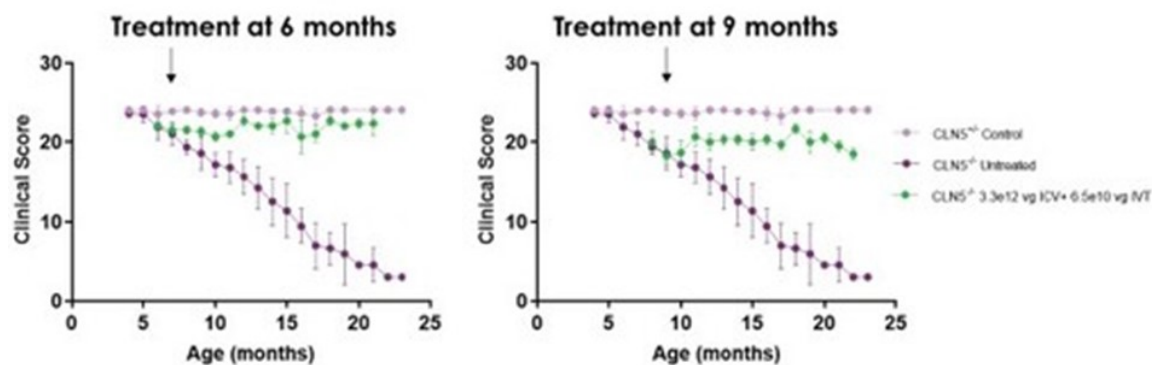 Treatment at 6 months
30
20
10
0
Clinical Score
0 5 10 15 20 25
Age (months)
Treatment at 9 months
30
20
10
0
Clinical Score
0 5 10 15 20 25
Age (months)
CLN5⁺/⁻ Control
CLN5⁻/⁻ Untreated
CLN5⁻/⁻ 3.3e12 vg ICV+ 6.5e10 vg IVT